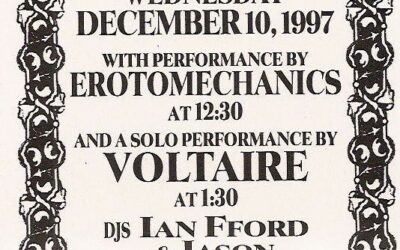 WEDNESDAY
DECEMBER 10, 1997
WITH PERFORMANCE BY
EROTOMECHANICS
AT 12:30
AND A SOLO PERFORMANCE BY
VOLTAIRE
AT 1:30
DJS IAN FFORD
& JASON